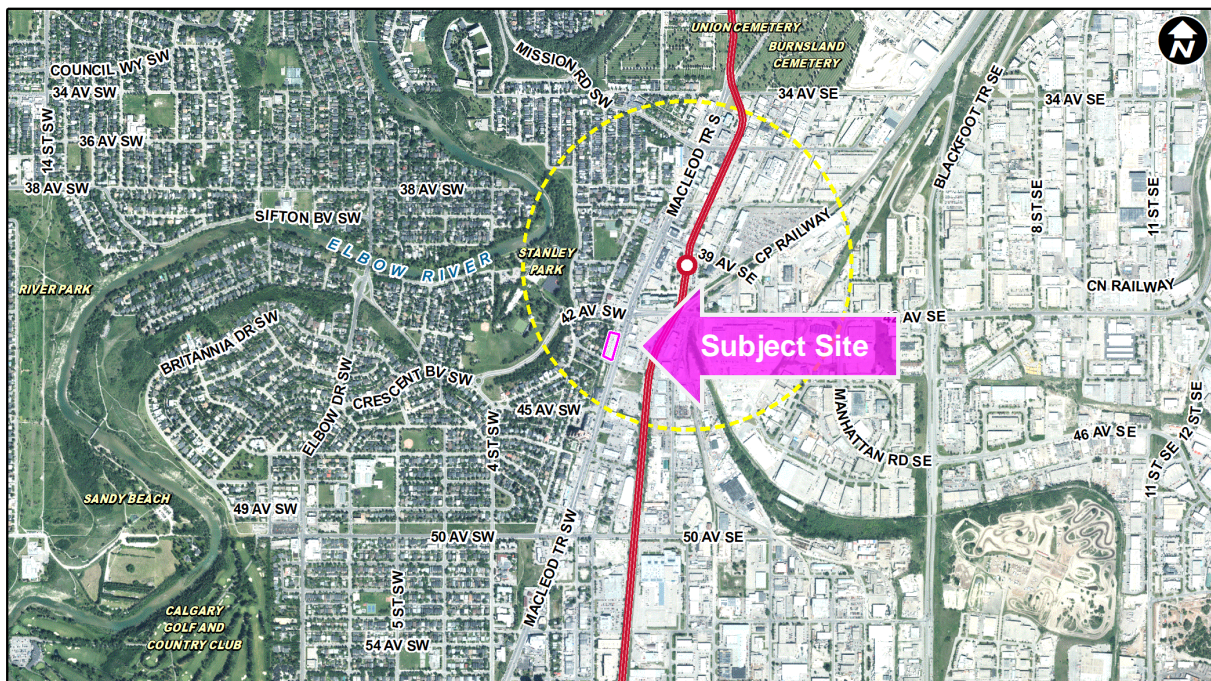 UNION CEMETERY
BURNSLAND
CEMETERY
N
MISSION RD SW
COUNCIL WY SW
34 AV SW
34 AV SE
34 AV SE
BLACKFOOT TR SE
14 ST SW
36 AV SW
MACLEOD TR S
38 AV SW
38 AV SW
8 ST SE
11 ST SE
SIFTON BV SW
ELBOW RIVER
STANLEY
PARK
39 AV SE
CP RAILWAY
RIVER PARK
CN RAILWAY
42 AV SW
AV SE
BRITANNIA DR SW
Subject Site
ELBOW DR SW
CRESCENT BV SW
45 AV SW
4 ST SW
MANHATTAN RD SE
46 AV SE
12 ST SE
11 ST SE
SANDY BEACH
49 AV SW
50 AV SW
50 AV SE
MACLEOD TR SW
5 ST SW
CALGARY
GOLF AND
COUNTRY CLUB
54 AV SW